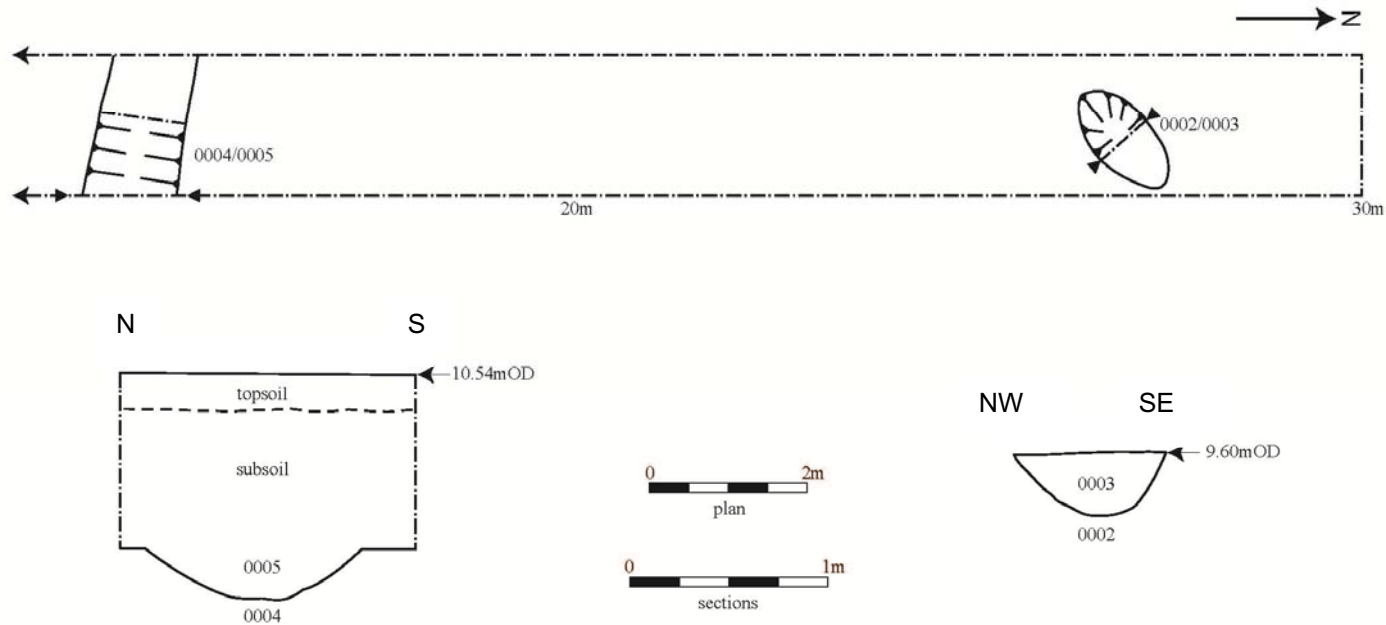 N
0004/0005
0002/0003
20m
30m
N S
10.54mOD
topsoil
subsoil
0005
0004
0 2m
plan
0 1m
sections
NW SE
9.60mOD
0003
0002